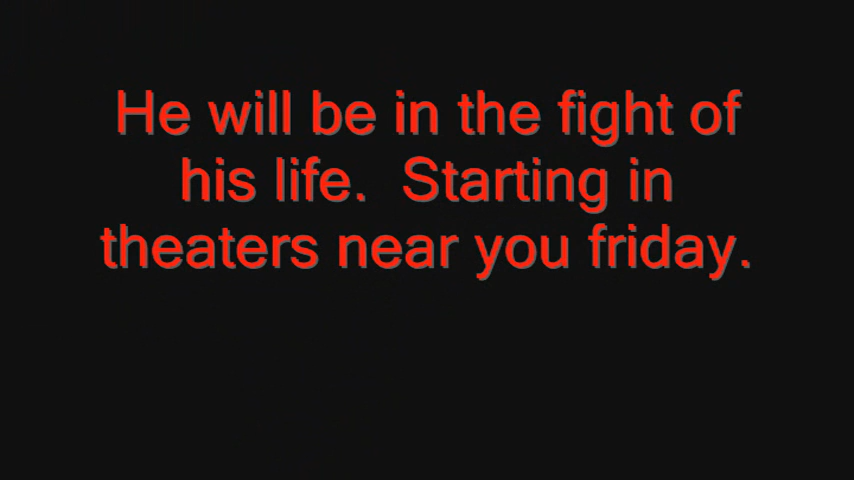 He will be in the fight of
his life.  Starting in
theaters near you friday.